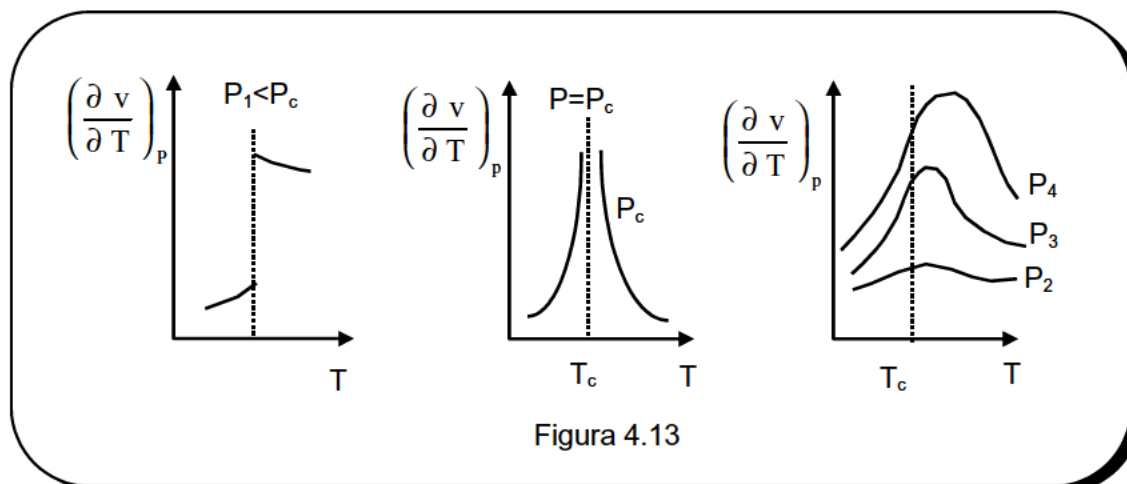 (∂ v / ∂ T)p
P₁<Pc
T
(∂ v / ∂ T)p
P=Pc
Pc
Tc
T
(∂ v / ∂ T)p
P₄
P₃
P₂
Tc
T
Figura 4.13